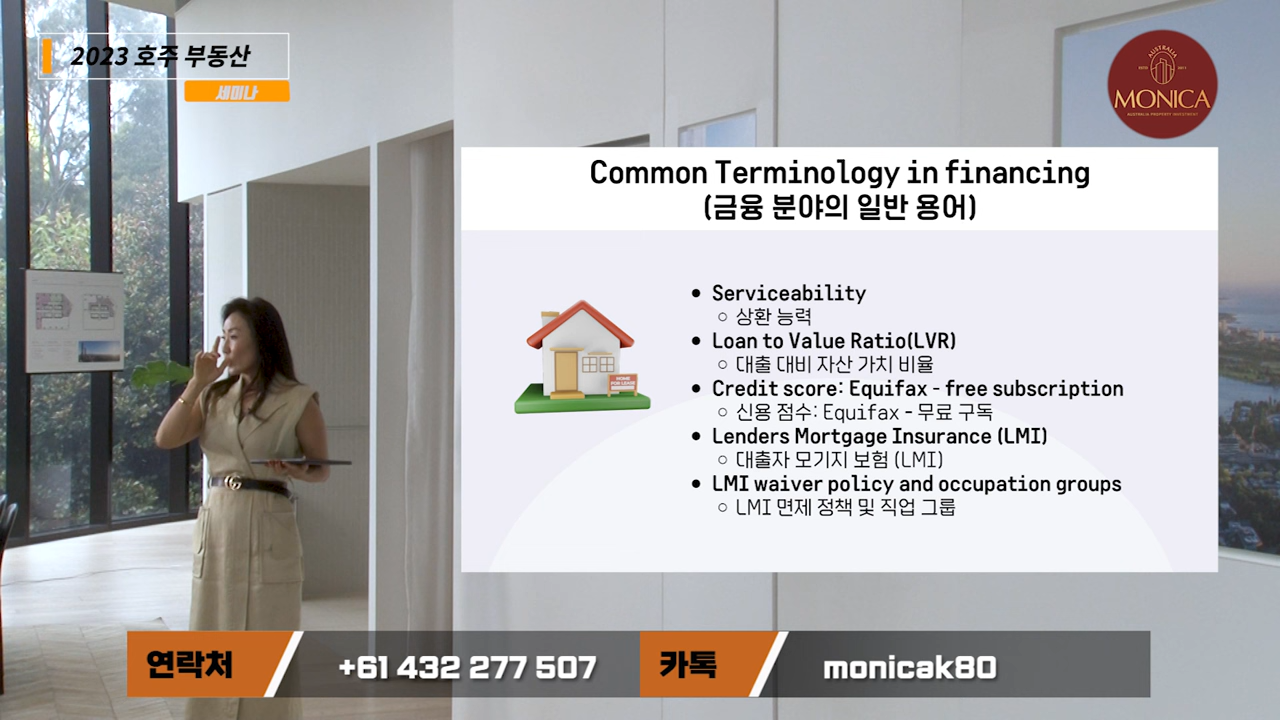 2023 호주 부동산
세미나
AUSTRALIA
MONICA
AUSTRALIA PROPERTY INVESTMENT
Common Terminology in financing
(금융 분야의 일반 용어)
• Serviceability
○ 상환 능력
• Loan to Value Ratio(LVR)
○ 대출 대비 자산 가치 비율
• Credit score: Equifax - free subscription
○ 신용 점수: Equifax - 무료 구독
• Lenders Mortgage Insurance (LMI)
○ 대출자 모기지 보험 (LMI)
• LMI waiver policy and occupation groups
○ LMI 면제 정책 및 직업 그룹
HOME
FOR LEASE
연락처
+61 432 277 507
카톡
monicak80